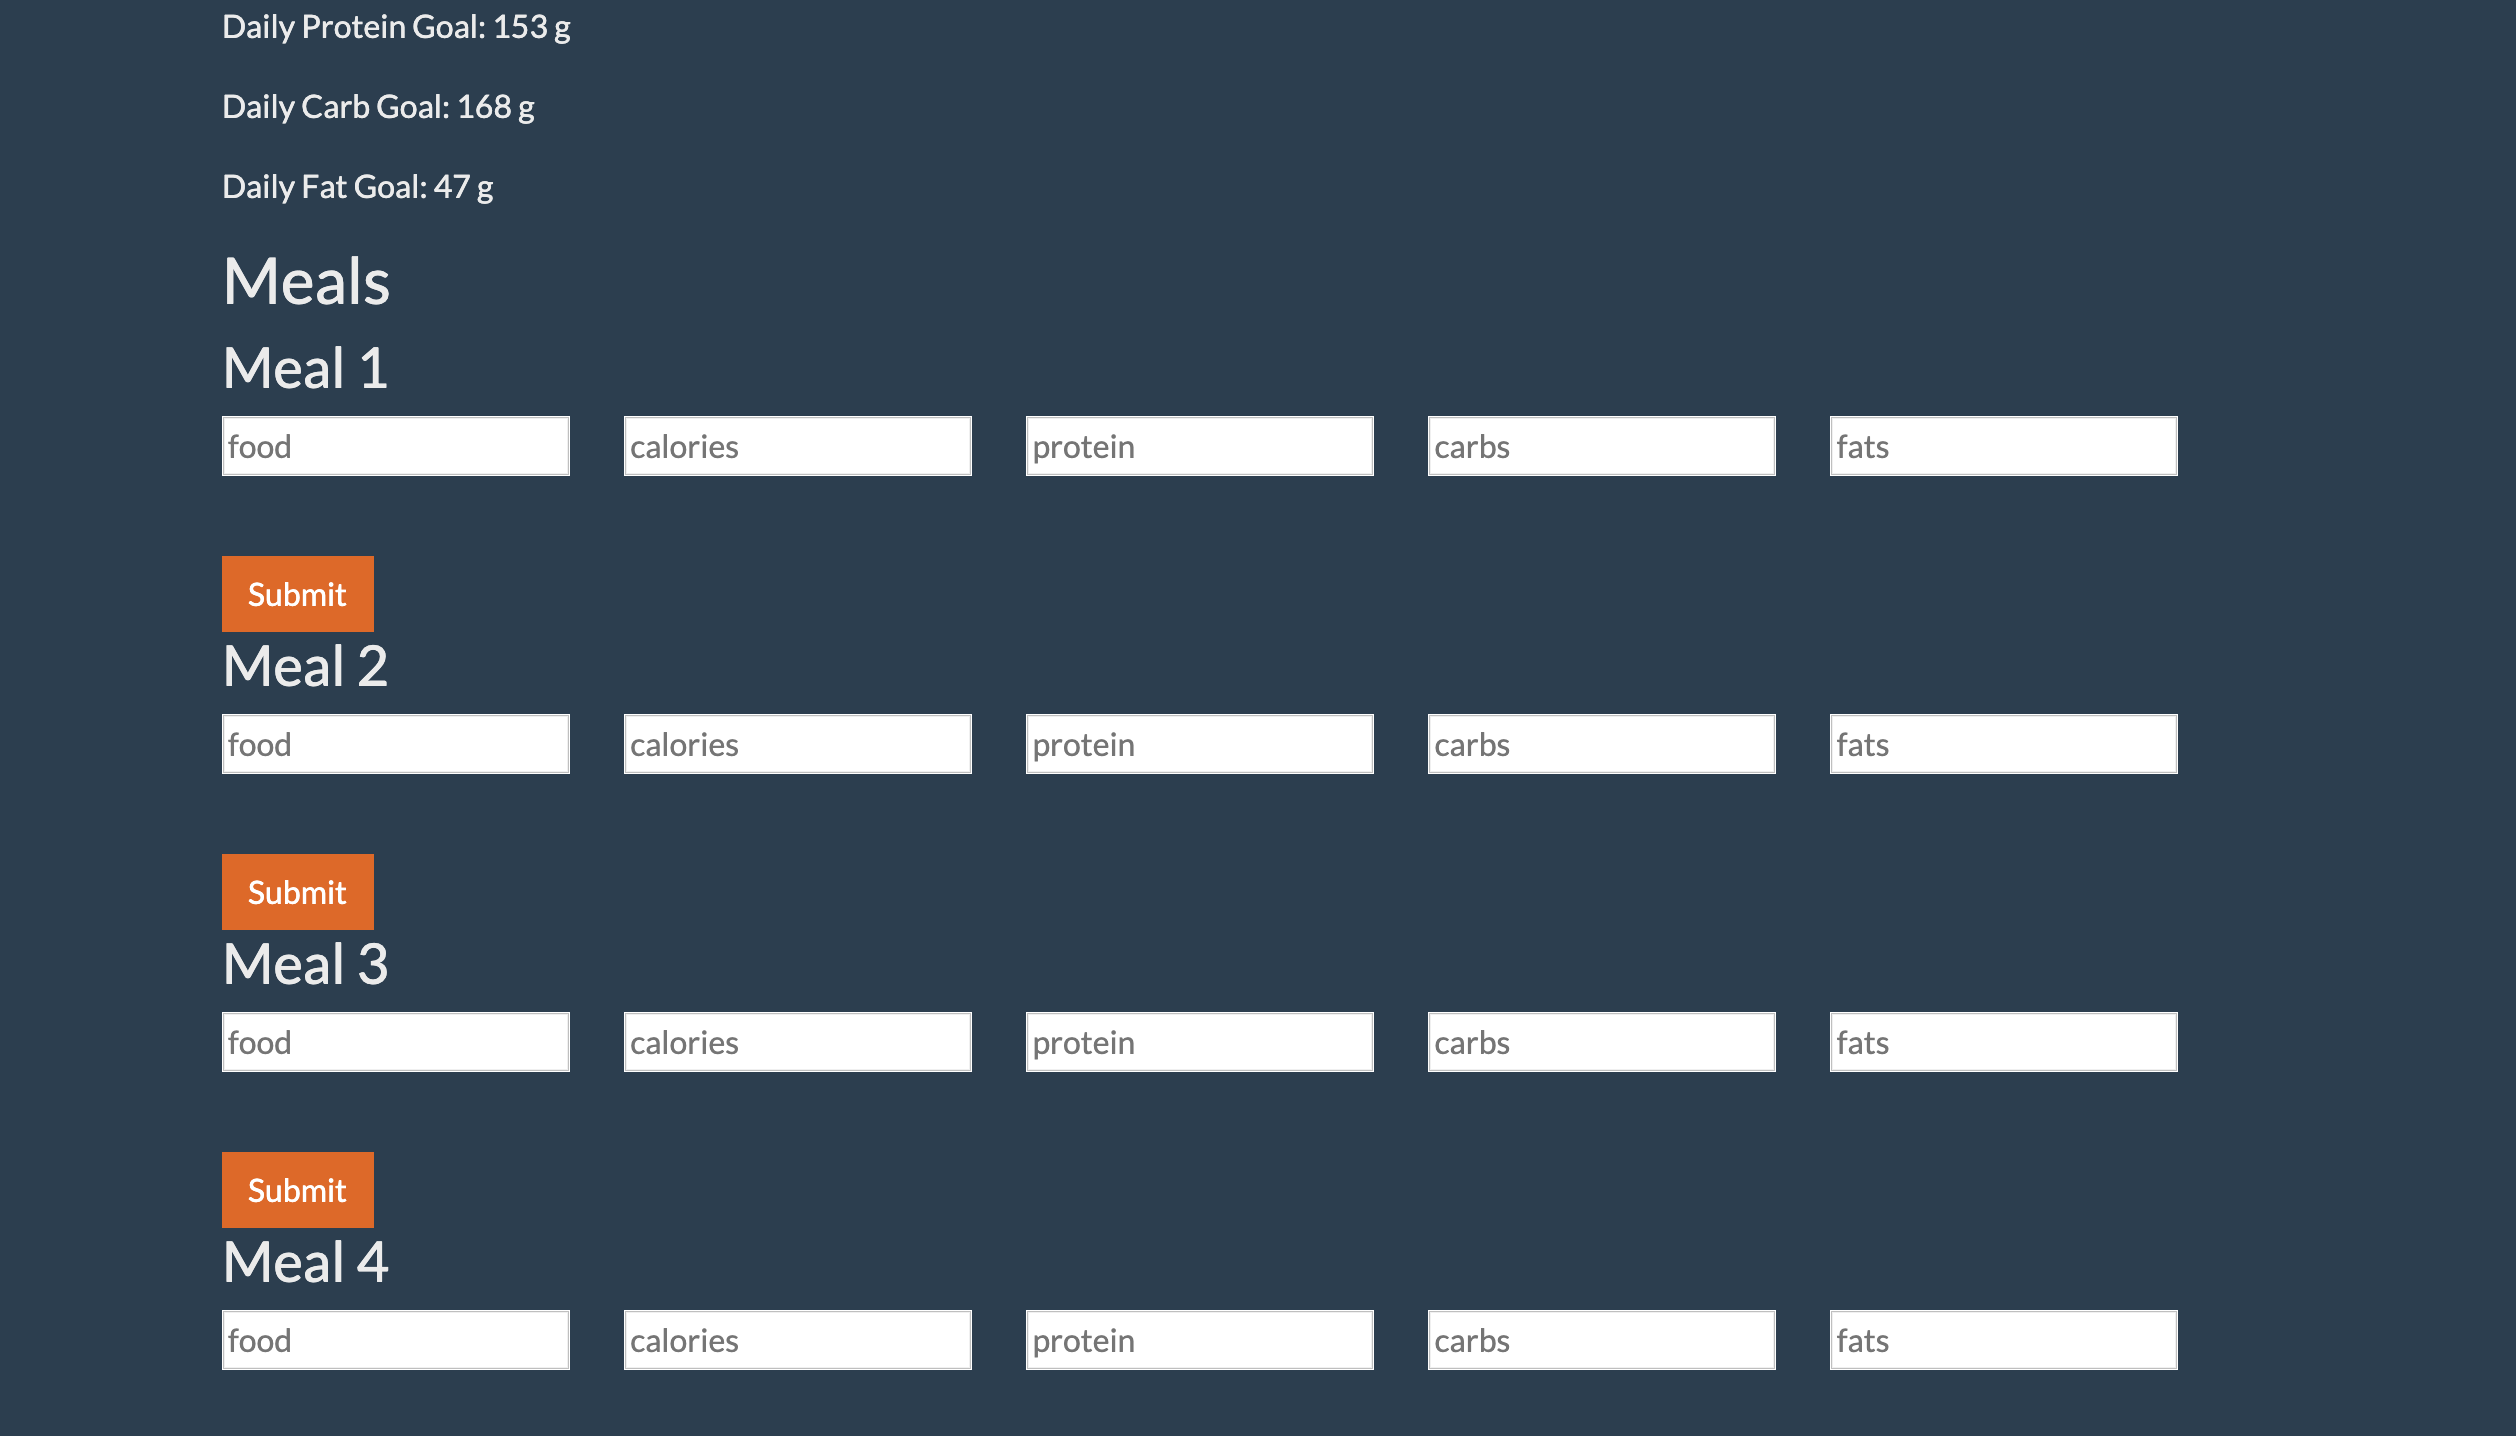 Daily Protein Goal: 153 g
Daily Carb Goal: 168 g
Daily Fat Goal: 47 g
Meals
Meal 1
food calories protein carbs fats
Submit
Meal 2
food calories protein carbs fats
Submit
Meal 3
food calories protein carbs fats
Submit
Meal 4
food calories protein carbs fats